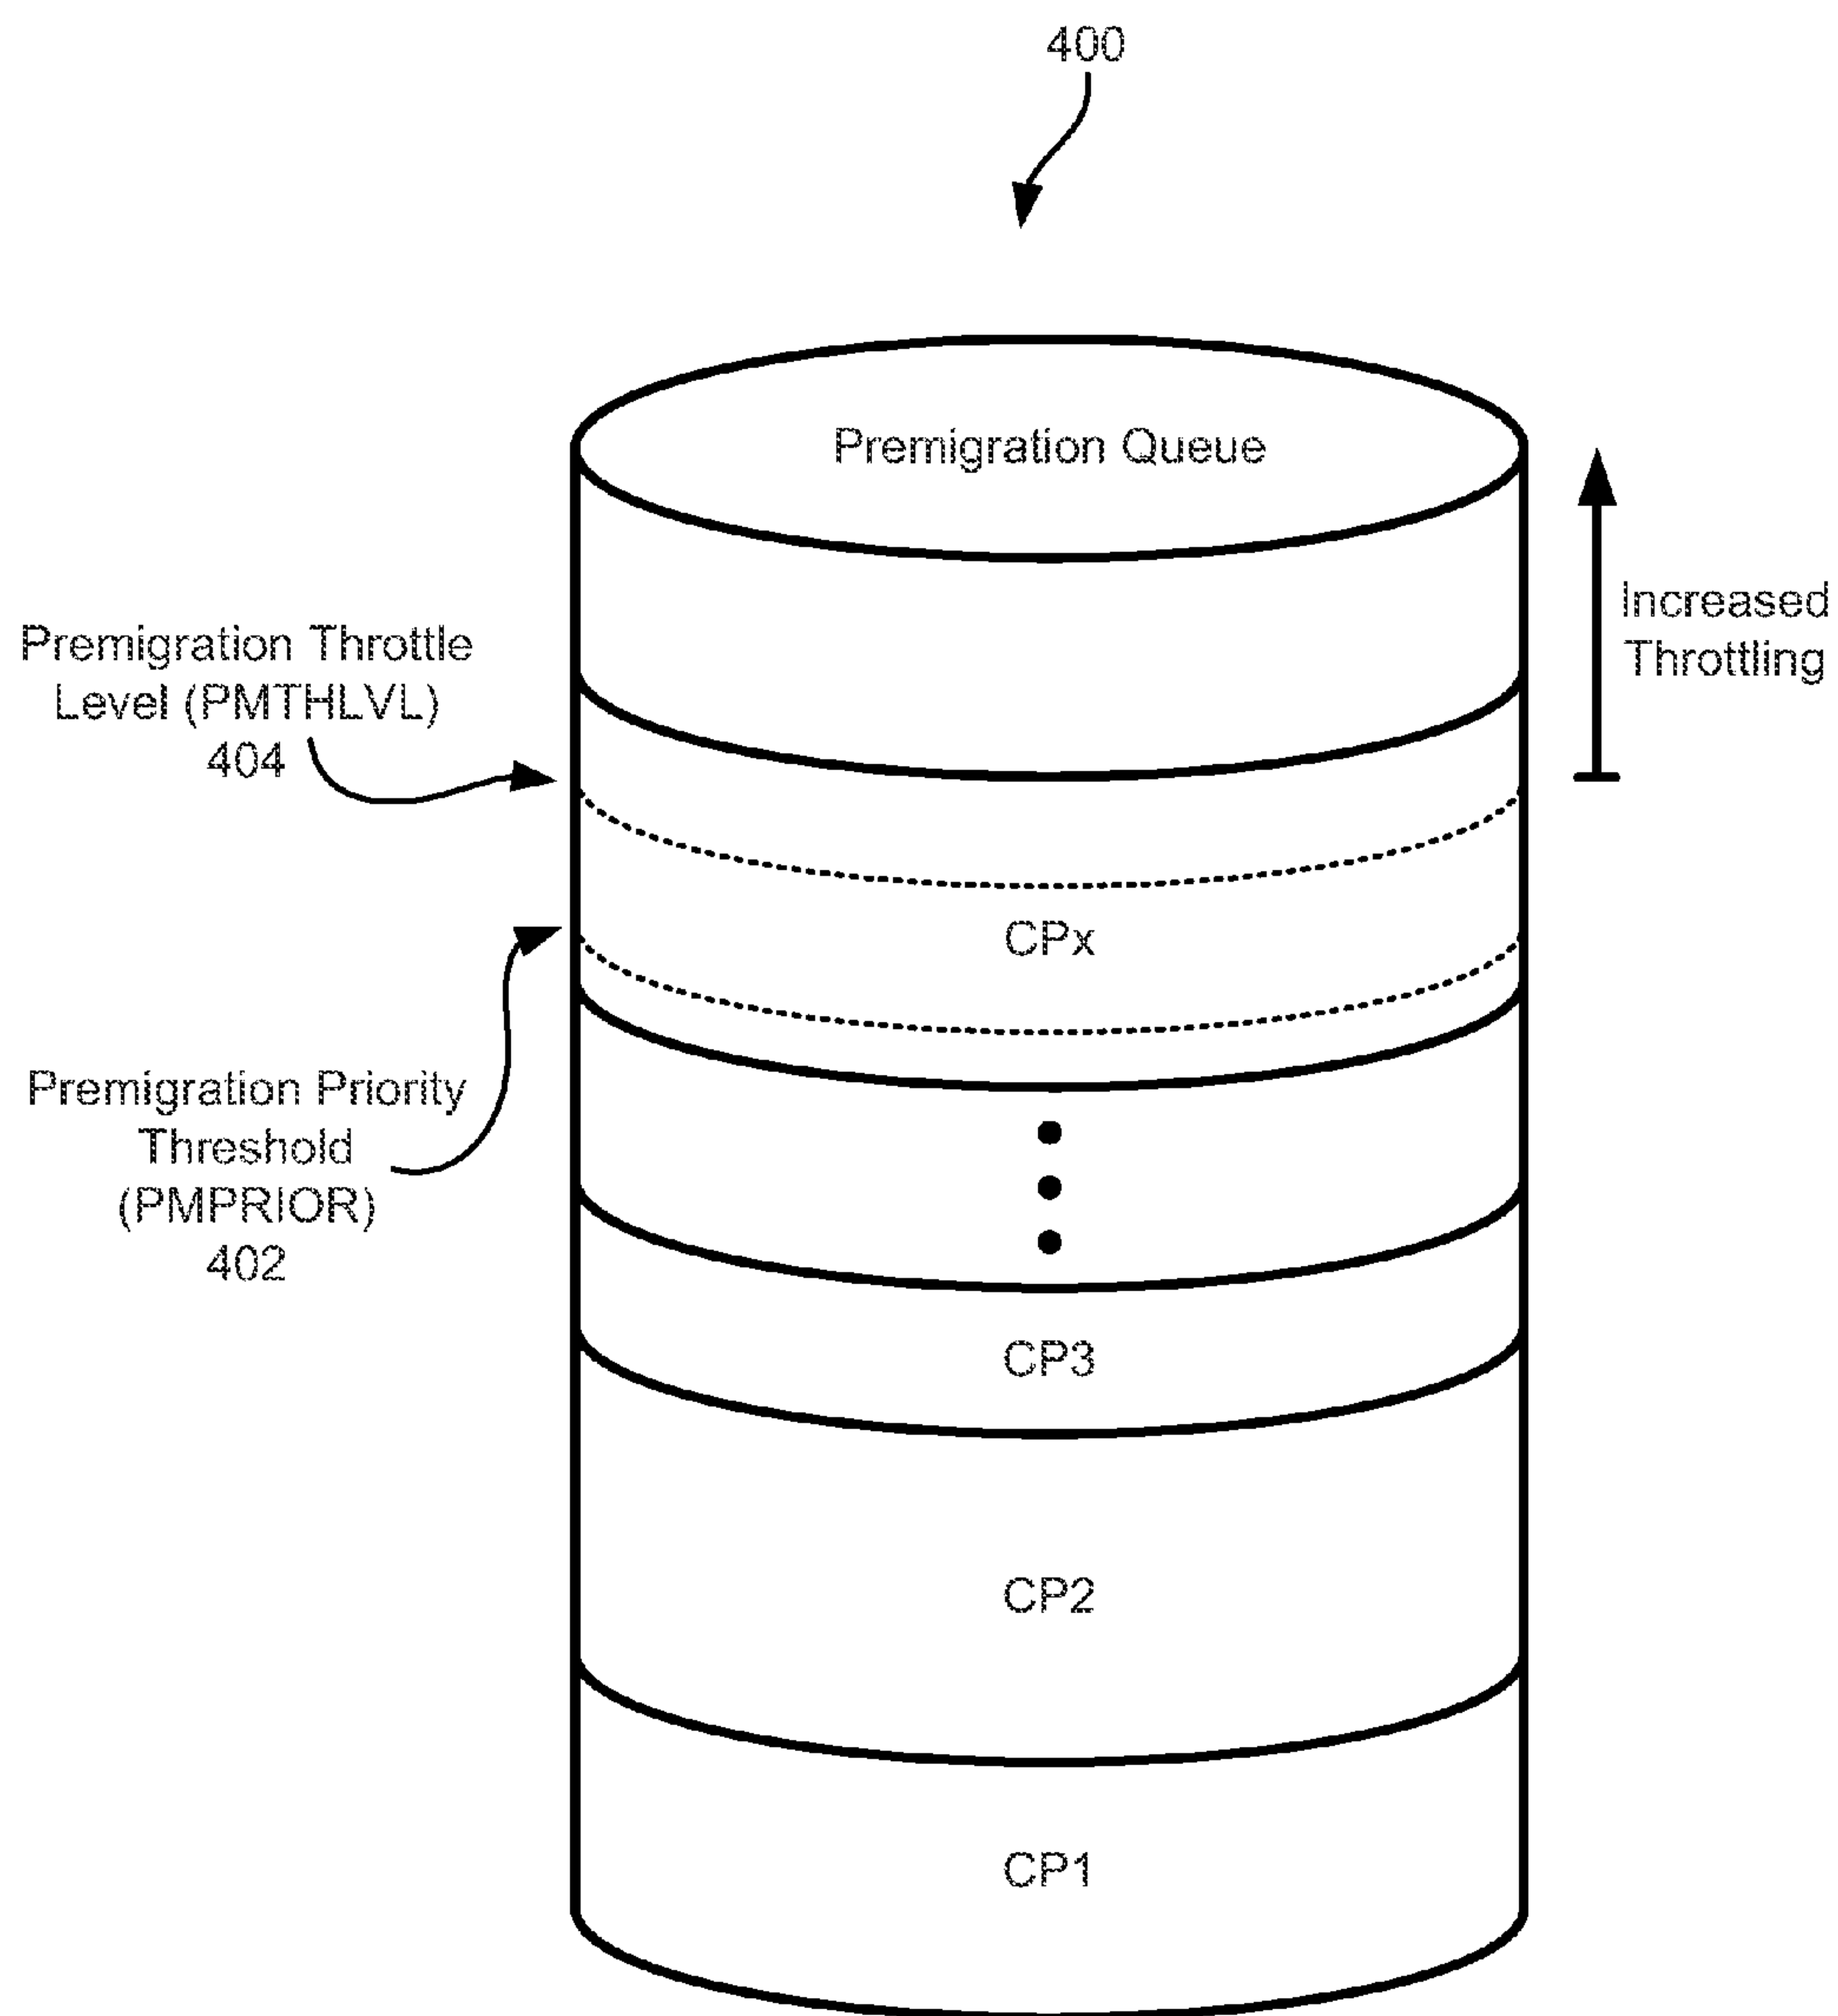 400
Premigration Queue
Increased
Throttling
Premigration Throttle
Level (PMTHLVL)
404
CPx
Premigration Priority
Threshold
(PMPRIOR)
402
CP3
CP2
CP1